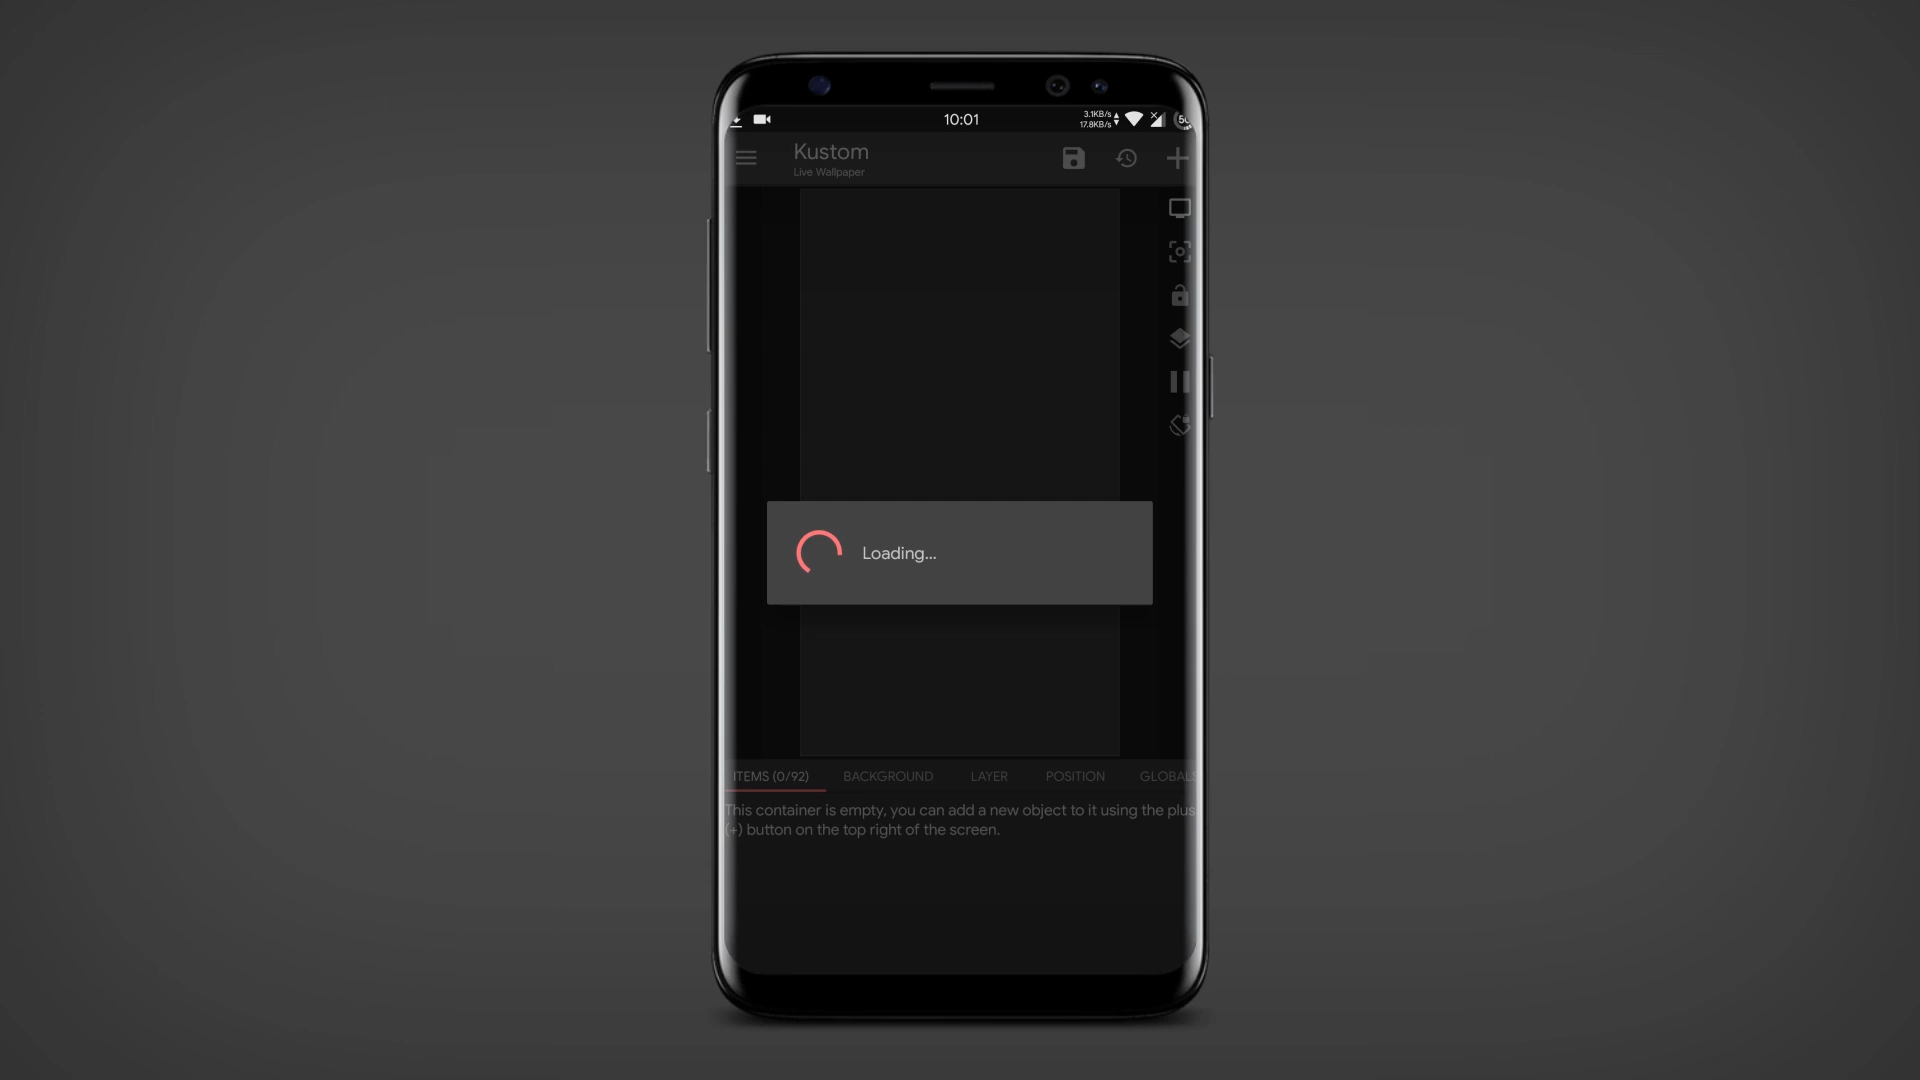 10:01
3.1KB/s
17.8KB/s
Kustom
Live Wallpaper
Loading...
ITEMS (0/92) BACKGROUND LAYER POSITION GLOBALS
This container is empty, you can add a new object to it using the plus
(+) button on the top right of the screen.